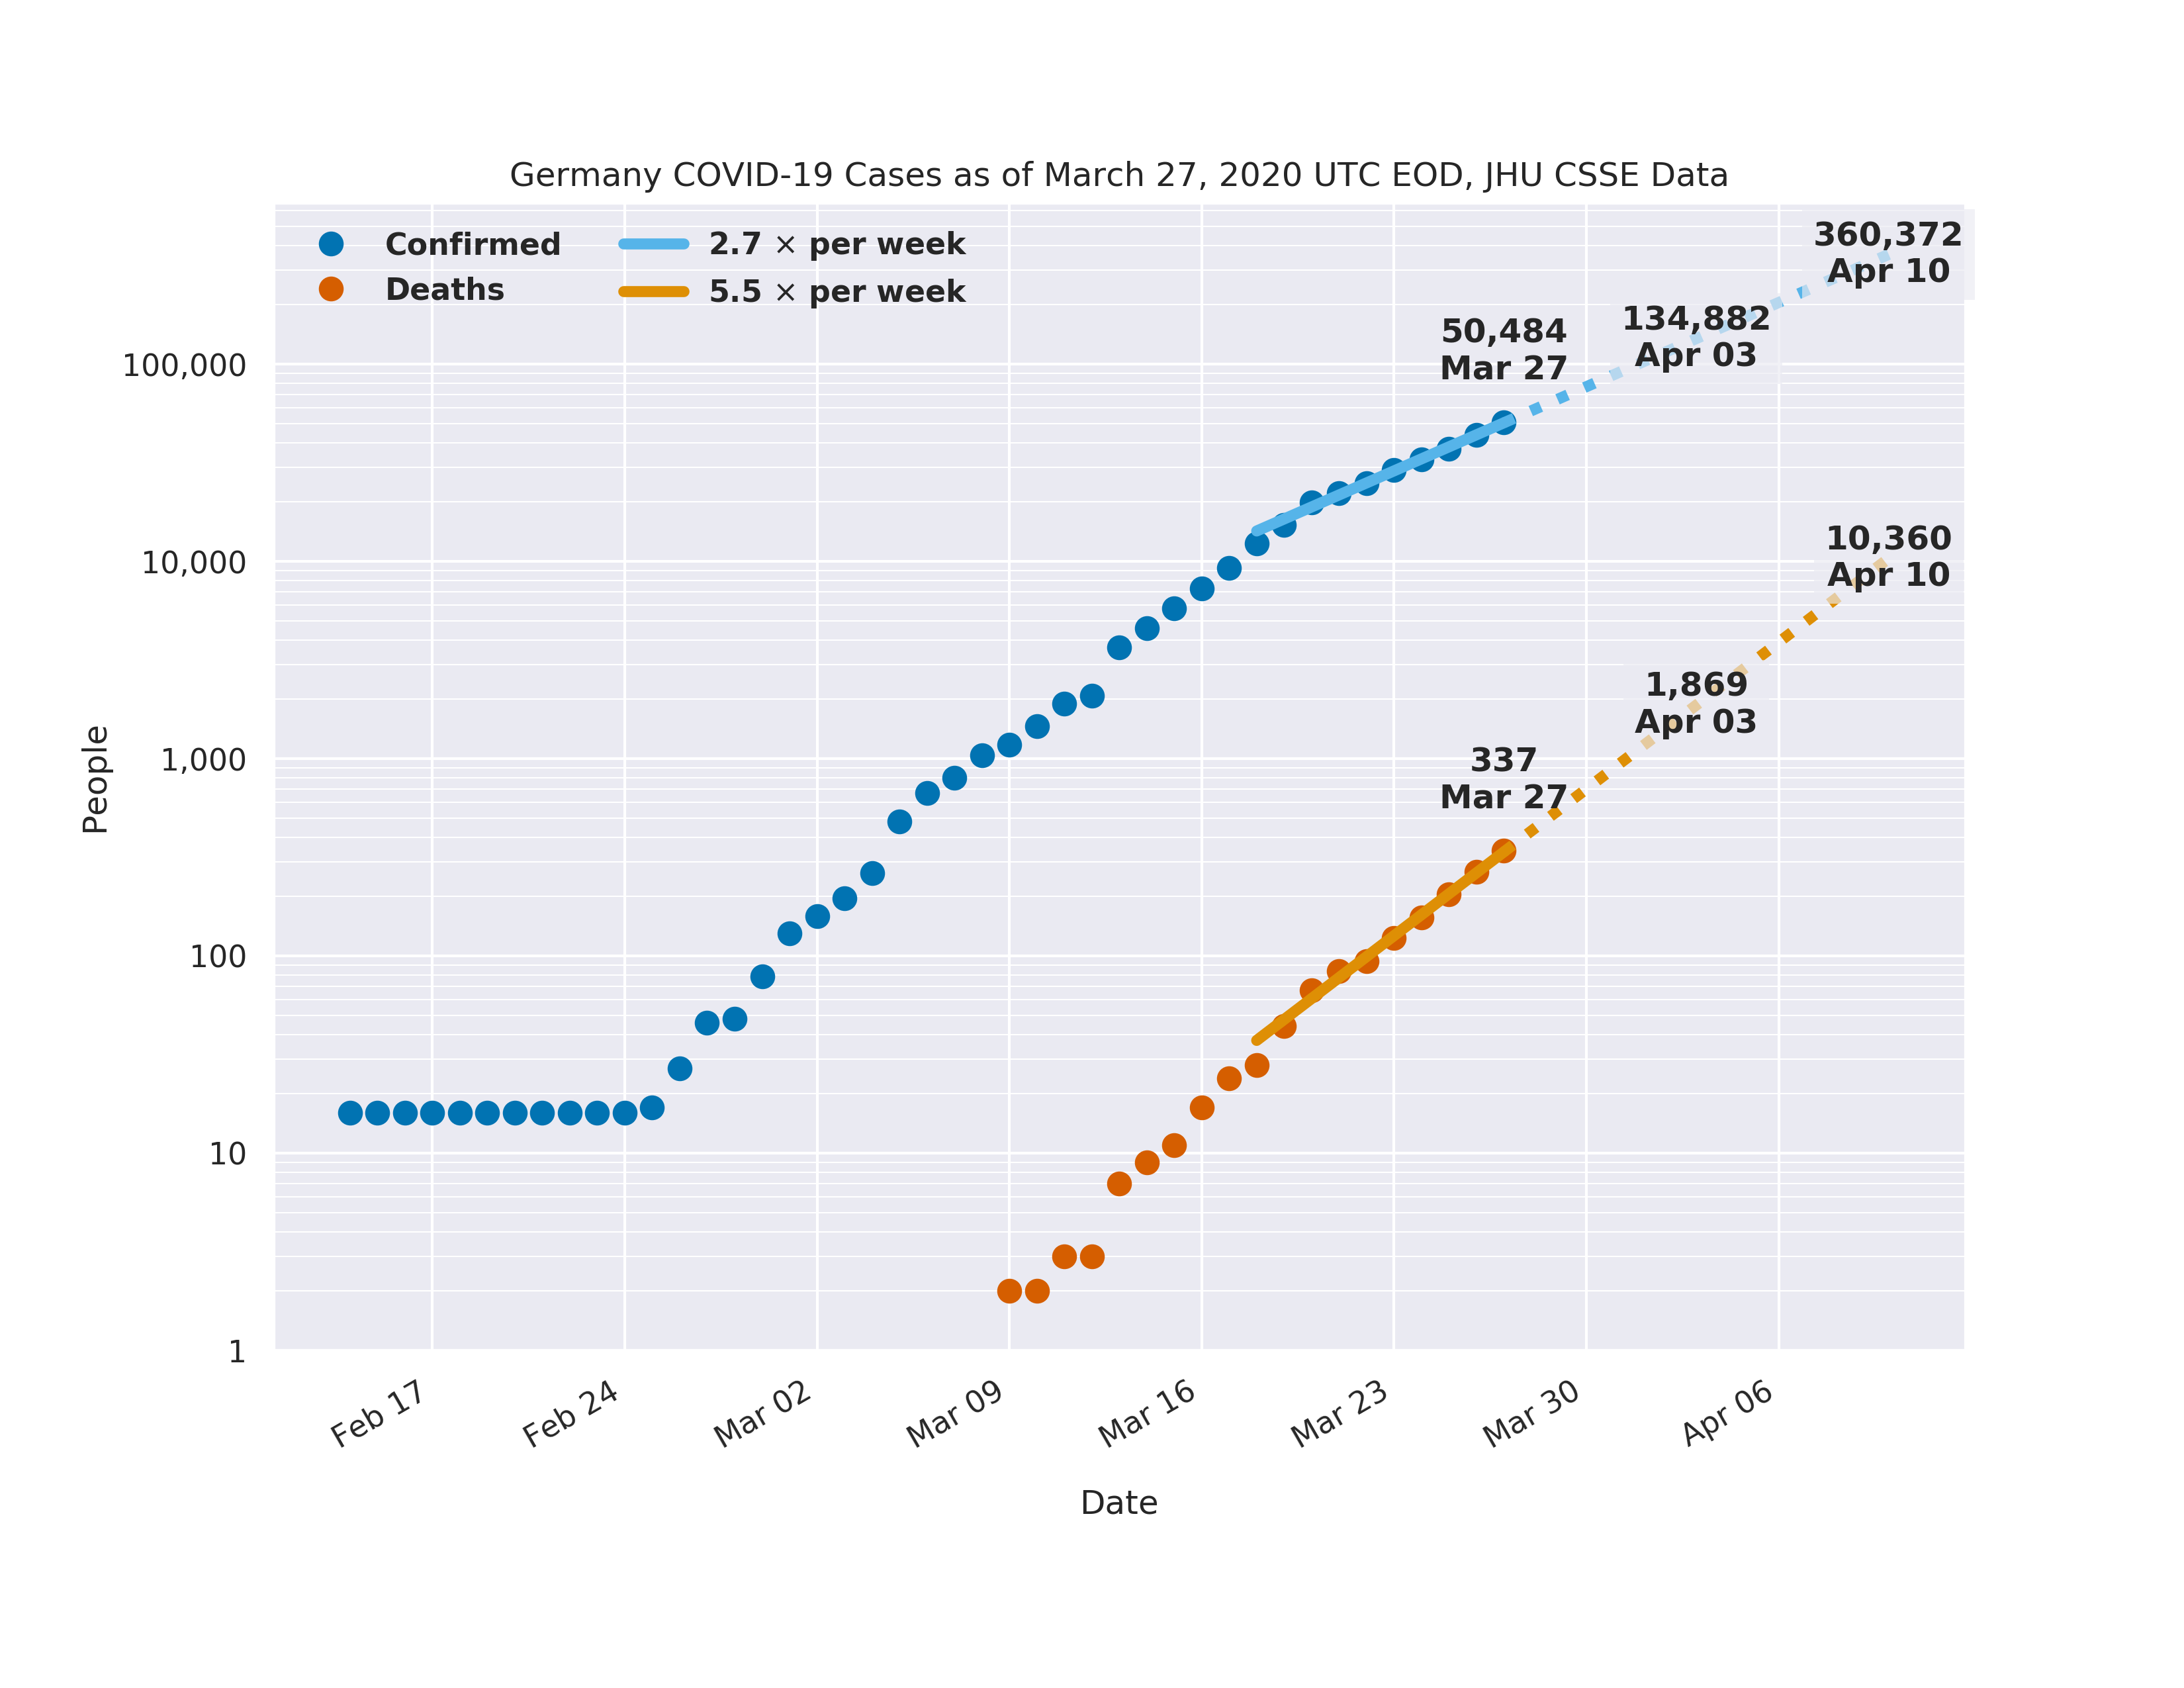 Germany COVID-19 Cases as of March 27, 2020 UTC EOD, JHU CSSE Data
Confirmed
Deaths
2.7 × per week
5.5 × per week
360,372
Apr 10
134,882
Apr 03
50,484
Mar 27
10,360
Apr 10
1,869
Apr 03
337
Mar 27
People
100,000
10,000
1,000
100
10
1
Feb 17
Feb 24
Mar 02
Mar 09
Mar 16
Mar 23
Mar 30
Apr 06
Date